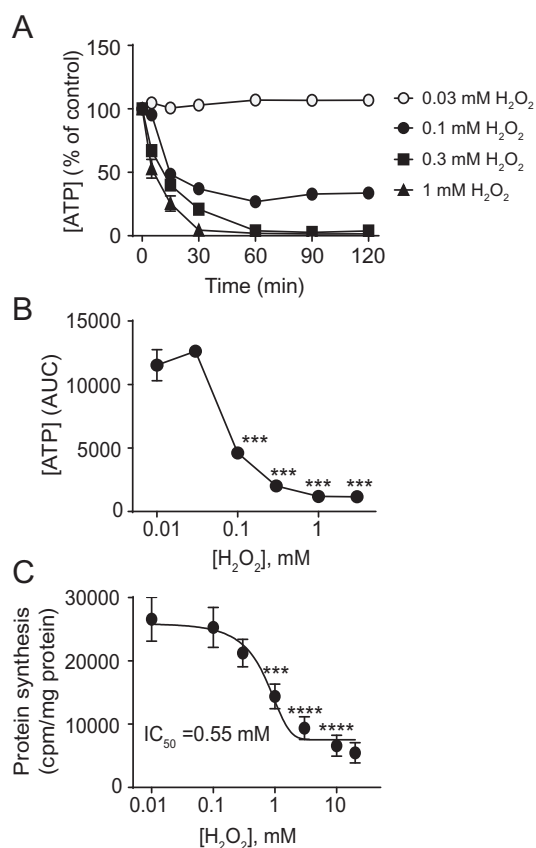 A
150
100
50
0
[ATP] (% of control)
0 30 60 90 120
Time (min)
0.03 mM H₂O₂
0.1 mM H₂O₂
0.3 mM H₂O₂
1 mM H₂O₂
B
15000
10000
5000
0
[ATP] (AUC)
***
***
*** ***
0.01 0.1 1
[H₂O₂], mM
C
30000
20000
10000
0
Protein synthesis
(cpm/mg protein)
***
**** ****
IC₅₀ =0.55 mM
0.01 0.1 1 10
[H₂O₂], mM